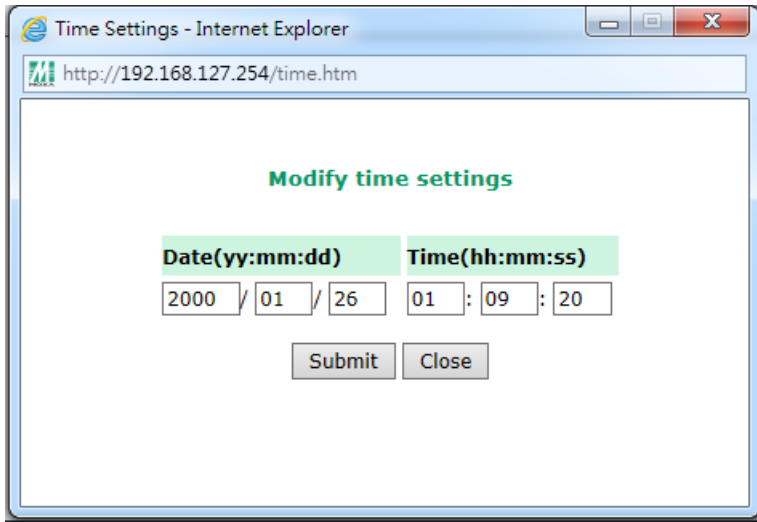 Time Settings - Internet Explorer
MOXA http://192.168.127.254/time.htm
Modify time settings
Date(yy:mm:dd) Time(hh:mm:ss)
2000 / 01 / 26 01 : 09 : 20
Submit Close